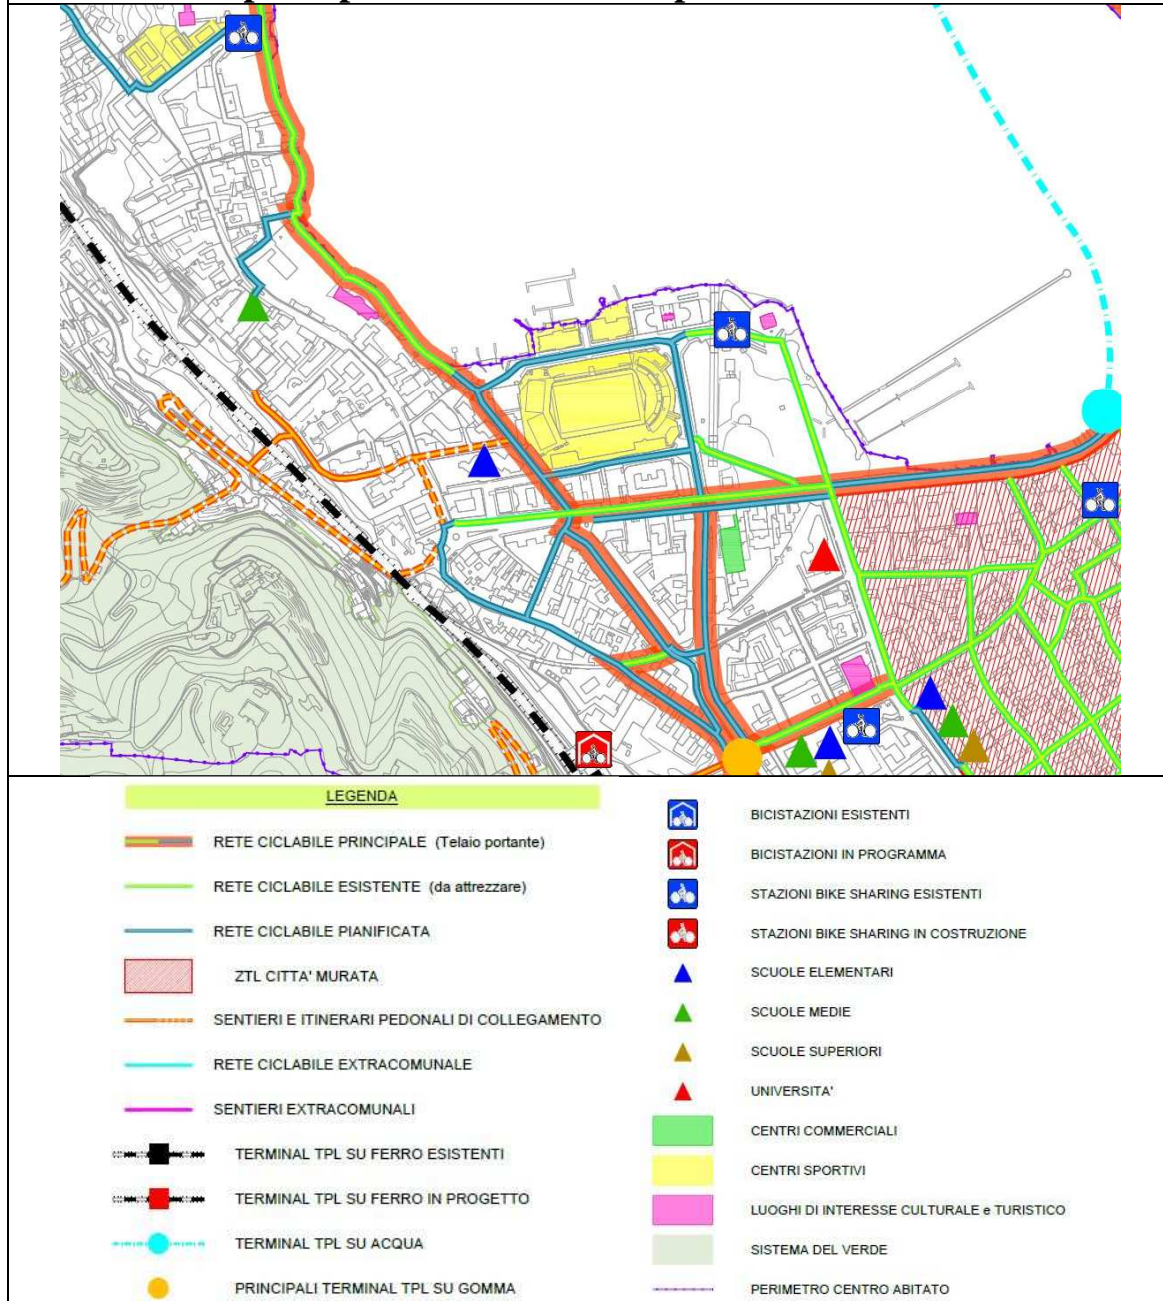 LEGENDA
RETE CICLABILE PRINCIPALE (Telaio portante)
RETE CICLABILE ESISTENTE (da attrezzare)
RETE CICLABILE PIANIFICATA
ZTL CITTA' MURATA
SENTIERI E ITINERARI PEDONALI DI COLLEGAMENTO
RETE CICLABILE EXTRACOMUNALE
SENTIERI EXTRACOMUNALI
TERMINAL TPL SU FERRO ESISTENTI
TERMINAL TPL SU FERRO IN PROGETTO
TERMINAL TPL SU ACQUA
PRINCIPALI TERMINAL TPL SU GOMMA
BICISTAZIONI ESISTENTI
BICISTAZIONI IN PROGRAMMA
STAZIONI BIKE SHARING ESISTENTI
STAZIONI BIKE SHARING IN COSTRUZIONE
SCUOLE ELEMENTARI
SCUOLE MEDIE
SCUOLE SUPERIORI
UNIVERSITA'
CENTRI COMMERCIALI
CENTRI SPORTIVI
LUOGHI DI INTERESSE CULTURALE e TURISTICO
SISTEMA DEL VERDE
PERIMETRO CENTRO ABITATO